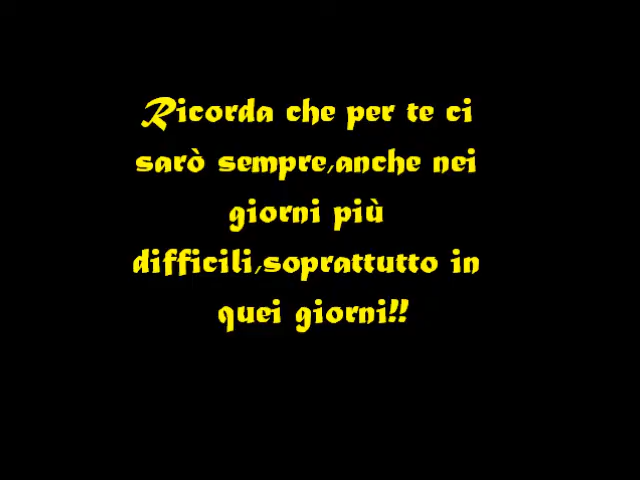 Ricorda che per te ci
sarò sempre,anche nei
giorni più
difficili,soprattutto in
quei giorni!!